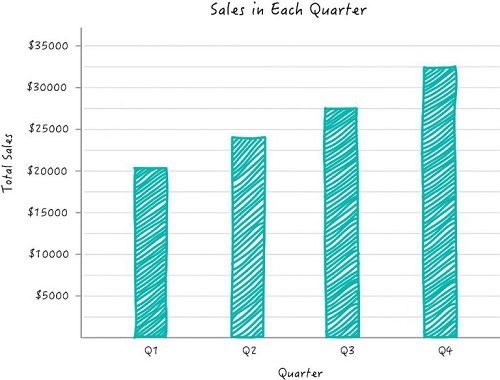 Sales in Each Quarter
$35000
$30000
$25000
$20000
$15000
$10000
$5000
Total Sales
Q1 Q2 Q3 Q4
Quarter